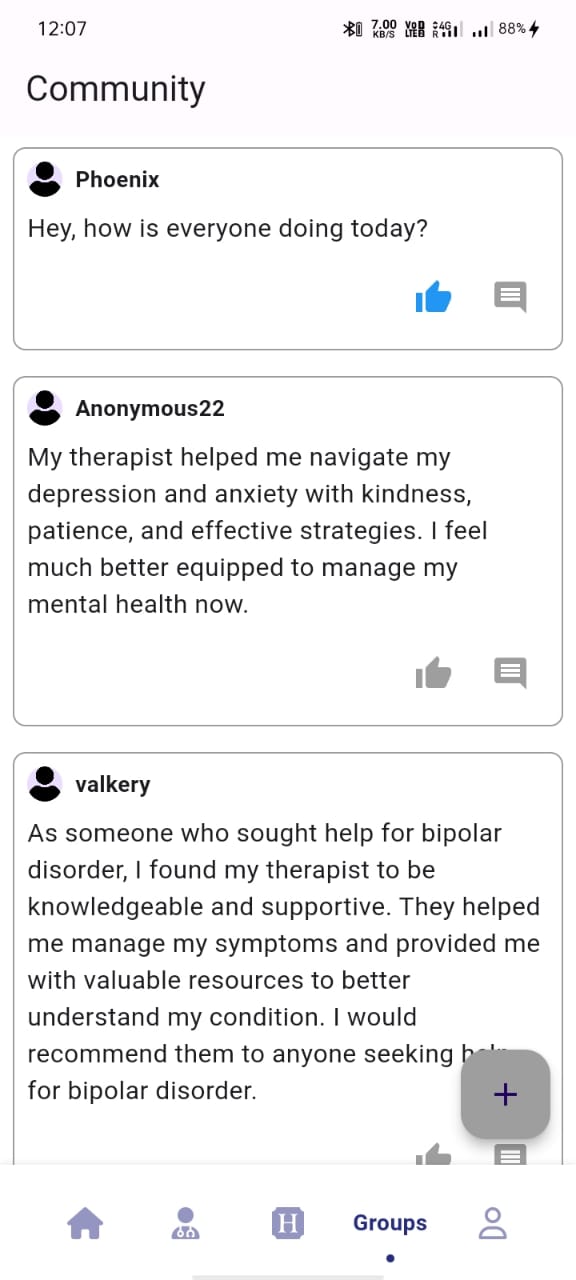 12:07
7.00
KB/S
4G
R
88%
Community
Phoenix
Hey, how is everyone doing today?
Anonymous22
My therapist helped me navigate my
depression and anxiety with kindness,
patience, and effective strategies. I feel
much better equipped to manage my
mental health now.
valkery
As someone who sought help for bipolar
disorder, I found my therapist to be
knowledgeable and supportive. They helped
me manage my symptoms and provided me
with valuable resources to better
understand my condition. I would
recommend them to anyone seeking
for bipolar disorder.
+
H
Groups